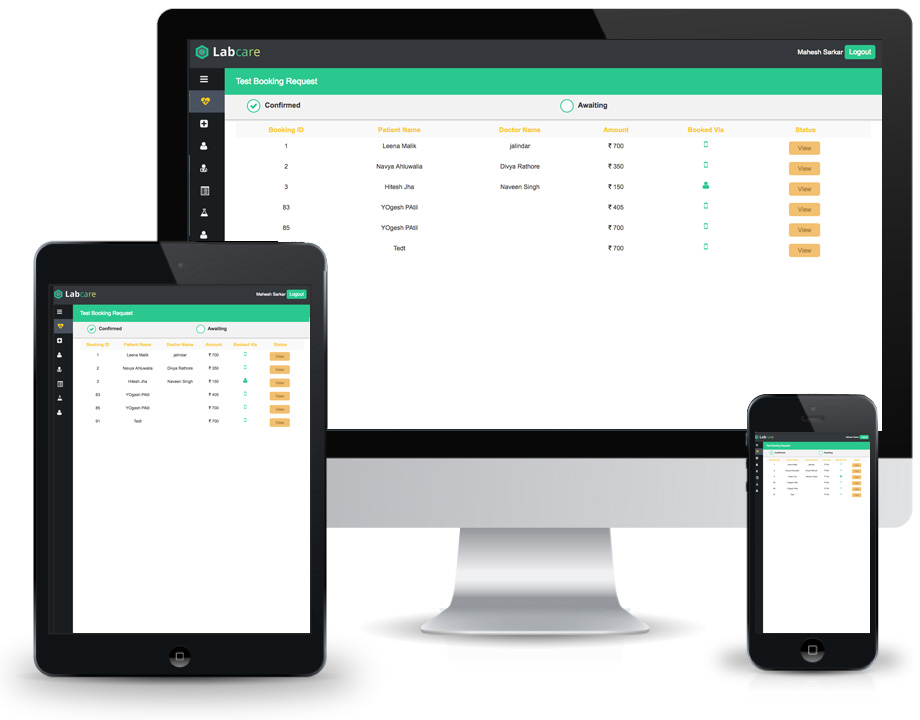 Labcare
Mahesh Sarkar Logout
Test Booking Request
Confirmed Awaiting
Booking ID Patient Name Doctor Name Amount Booked Via Status
1 Leena Malik jalindar ₹ 700 View
2 Navya Ahluwalia Divya Rathore ₹ 350 View
3 Hitesh Jha Naveen Singh ₹ 150 View
83 YOgesh PAtil ₹ 405 View
85 YOgesh PAtil ₹ 700 View
Tedt ₹ 700 View
Labcare
Mahesh Sarkar Logout
Test Booking Request
Confirmed Awaiting
Booking ID Patient Name Doctor Name Amount Booked Via Status
1 Leena Malik jalindar ₹ 700 View
2 Navya Ahluwalia Divya Rathore ₹ 350 View
3 Hitesh Jha Naveen Singh ₹ 150 View
83 YOgesh PAtil ₹ 405 View
85 YOgesh PAtil ₹ 700 View
91 Tedt ₹ 700 View
Labcare
Test Booking Request
Confirmed Awaiting